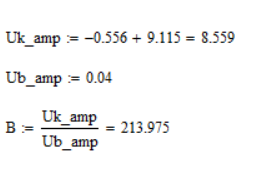 Uk_amp := −0.556 + 9.115 = 8.559
Ub_amp := 0.04
B := Uk_amp / Ub_amp = 213.975